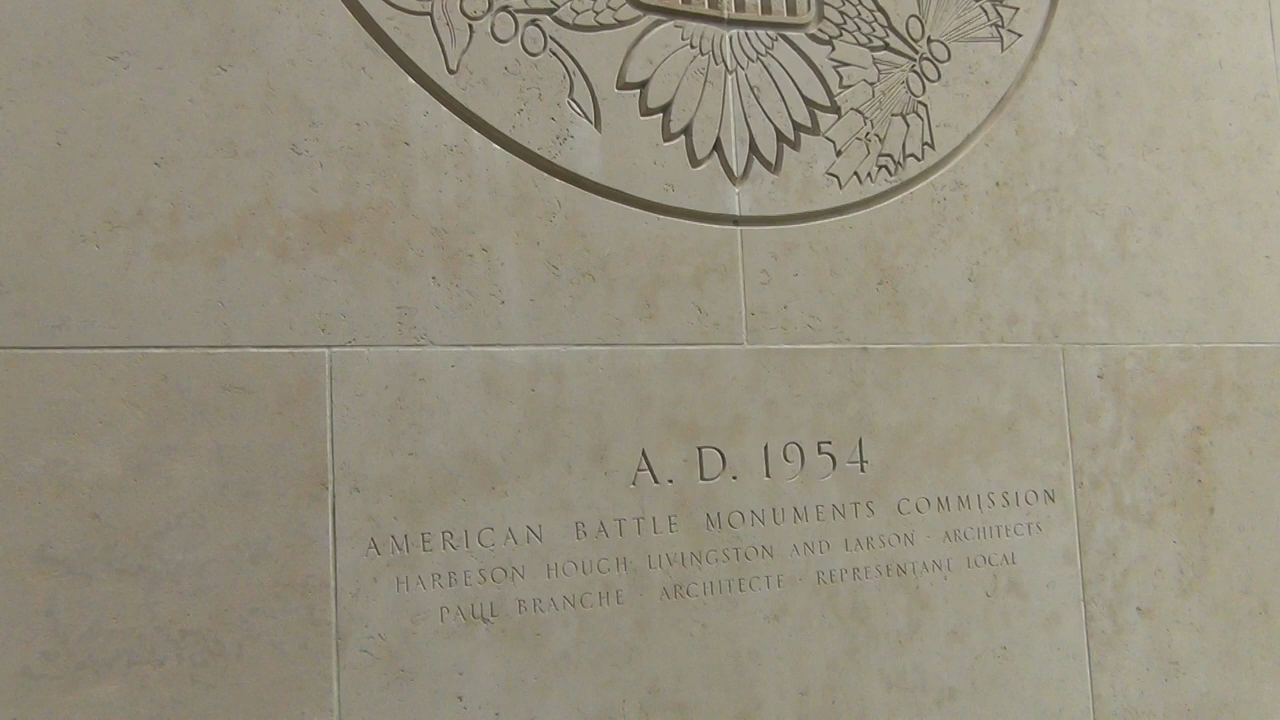 A. D. 1954
AMERICAN BATTLE MONUMENTS COMMISSION
HARBESON HOUGH LIVINGSTON AND LARSON · ARCHITECTS
PAUL BRANCHE · ARCHITECTE · REPRESENTANT LOCAL